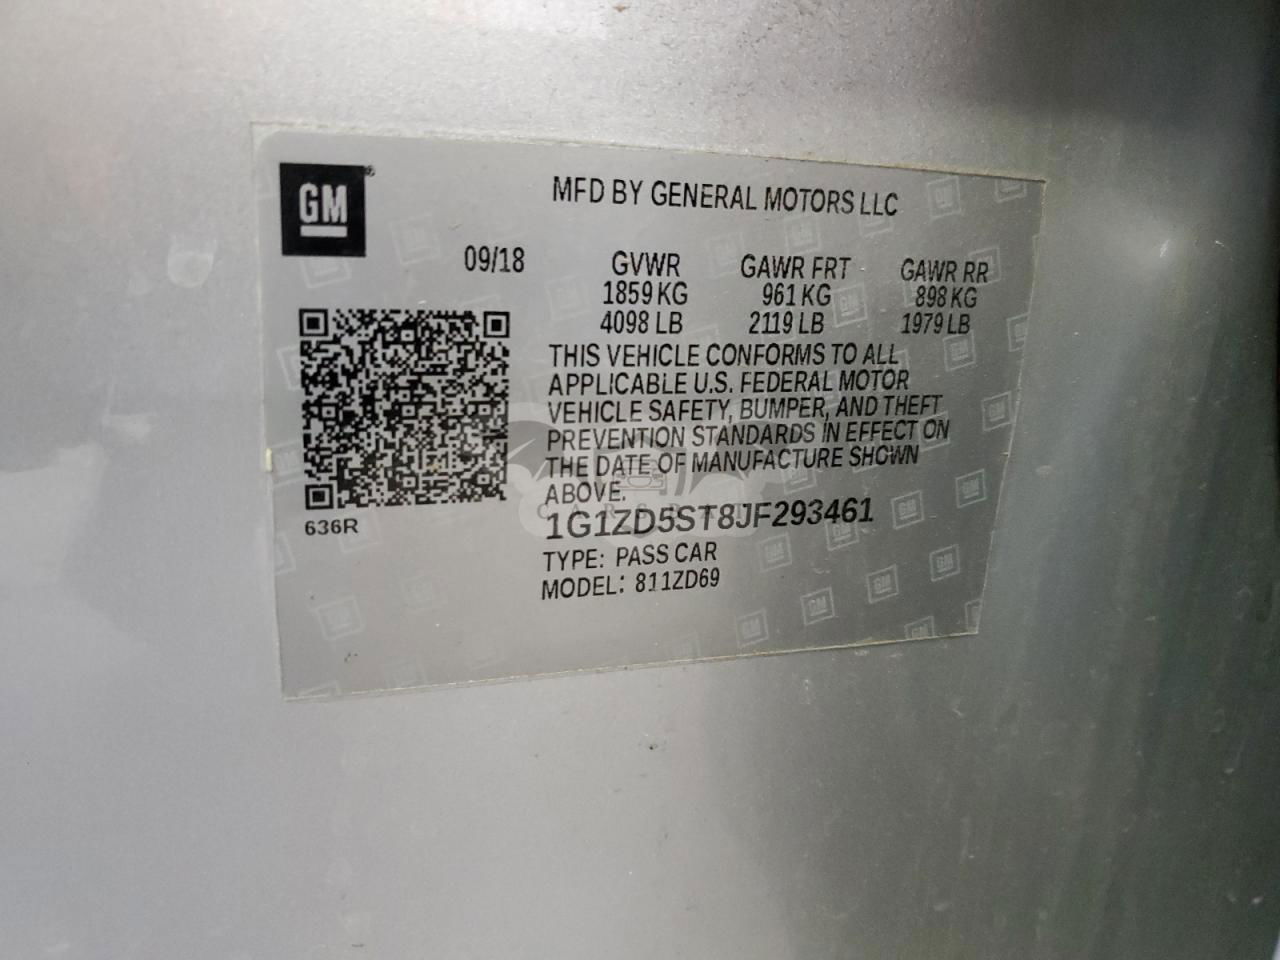 GM
MFD BY GENERAL MOTORS LLC
09/18 GVWR GAWR FRT GAWR RR
1859 KG 961 KG 898 KG
4098 LB 2119 LB 1979 LB
THIS VEHICLE CONFORMS TO ALL
APPLICABLE U.S. FEDERAL MOTOR
VEHICLE SAFETY, BUMPER, AND THEFT
PREVENTION STANDARDS IN EFFECT ON
THE DATE OF MANUFACTURE SHOWN
ABOVE.
636R
1G1ZD5ST8JF293461
TYPE: PASS CAR
MODEL: 811ZD69